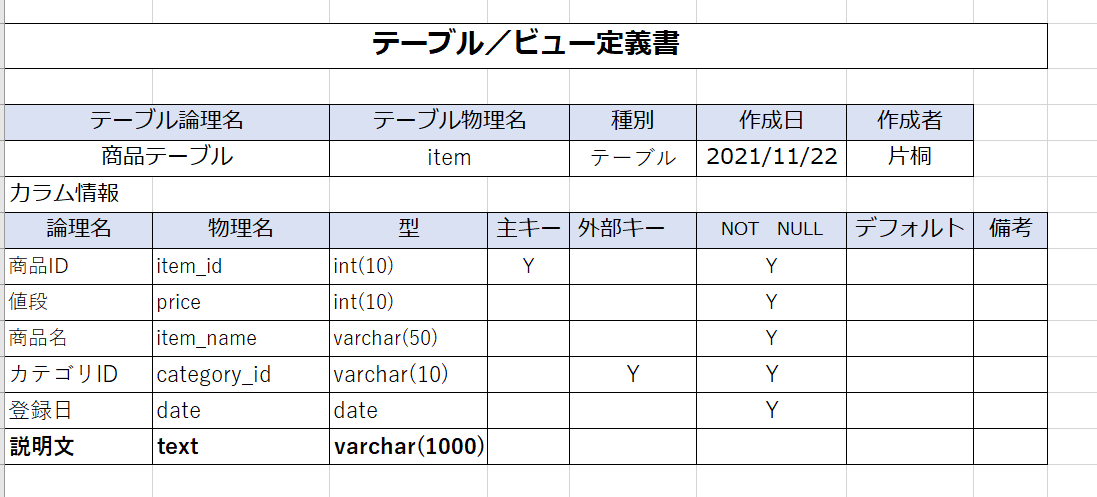 テーブル／ビュー定義書
テーブル論理名 テーブル物理名 種別 作成日 作成者
商品テーブル item テーブル 2021/11/22 片桐
カラム情報
論理名 物理名 型 主キー 外部キー NOT　NULL デフォルト 備考
商品ID item_id int(10) Y Y
値段 price int(10) Y
商品名 item_name varchar(50) Y
カテゴリID category_id varchar(10) Y Y
登録日 date date Y
説明文 text varchar(1000)